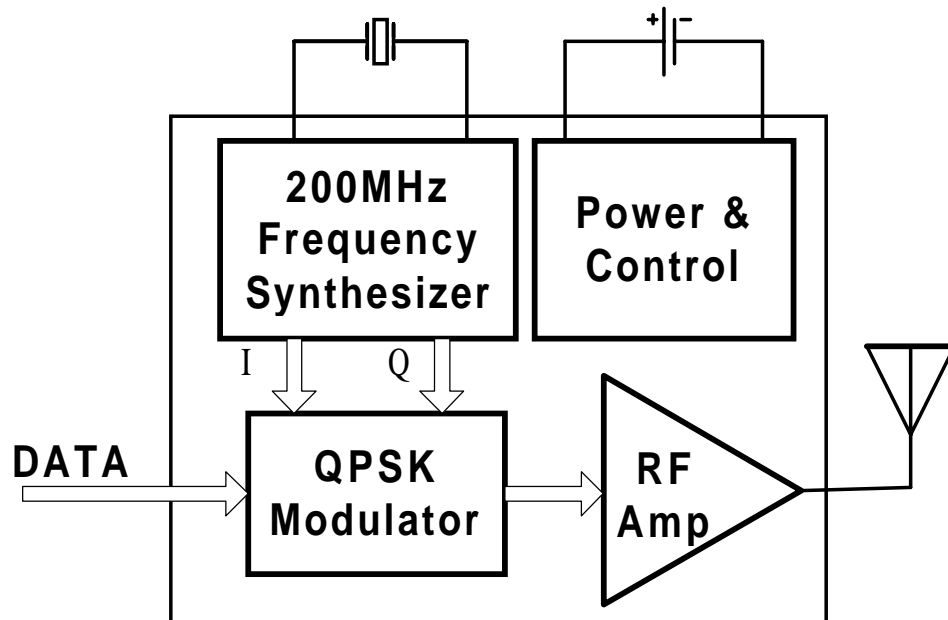 + -
200MHz
Frequency
Synthesizer
Power &
Control
I Q
DATA
QPSK
Modulator
RF
Amp